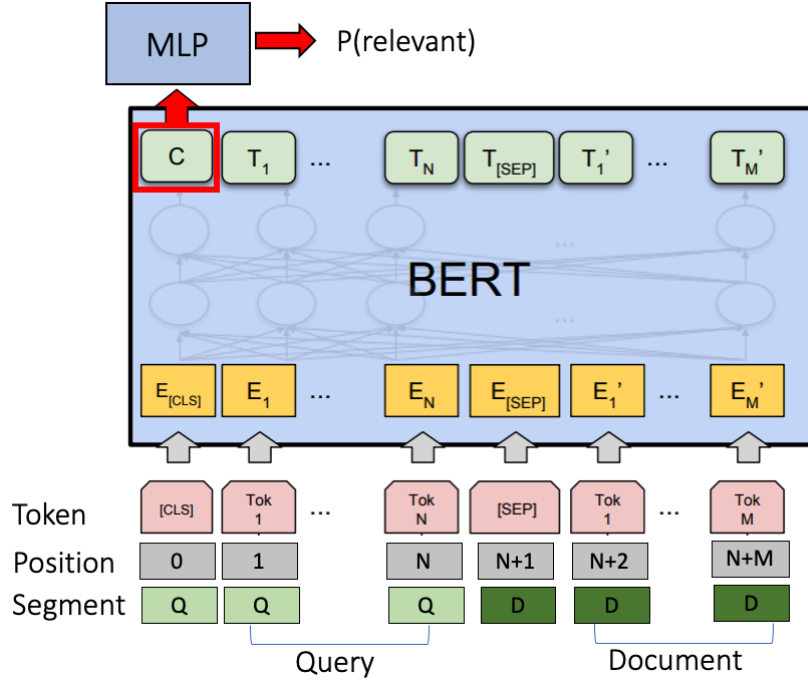 MLP P(relevant)
C T1 ... TN T[SEP] T1' ... TM'
...
BERT
...
E[CLS] E1 ... EN E[SEP] E1' ... EM'
Token [CLS] Tok 1 ... Tok N [SEP] Tok 1 ... Tok M
Position 0 1 N N+1 N+2 N+M
Segment Q Q Q D D D
Query Document